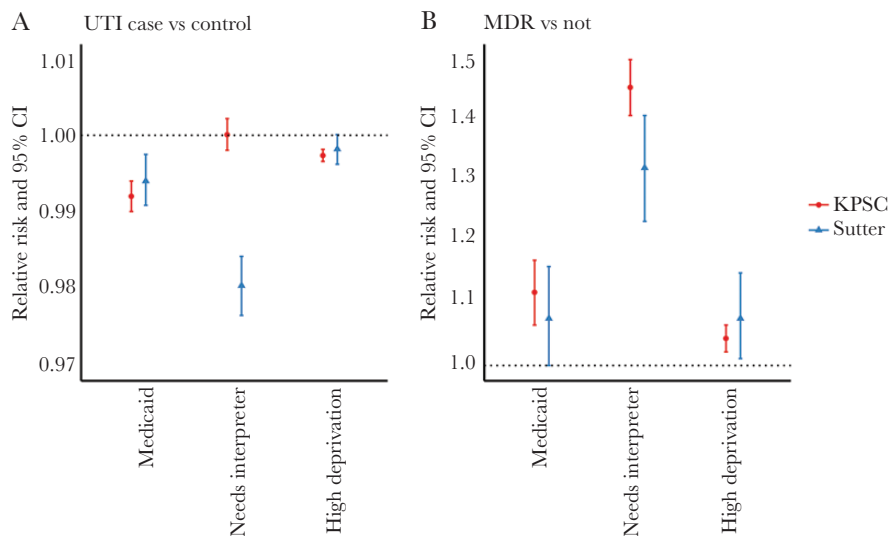 A UTI case vs control
Relative risk and 95% CI
1.01
1.00
0.99
0.98
0.97
Medicaid
Needs interpreter
High deprivation
B MDR vs not
Relative risk and 95% CI
1.5
1.4
1.3
1.2
1.1
1.0
Medicaid
Needs interpreter
High deprivation
KPSC
Sutter